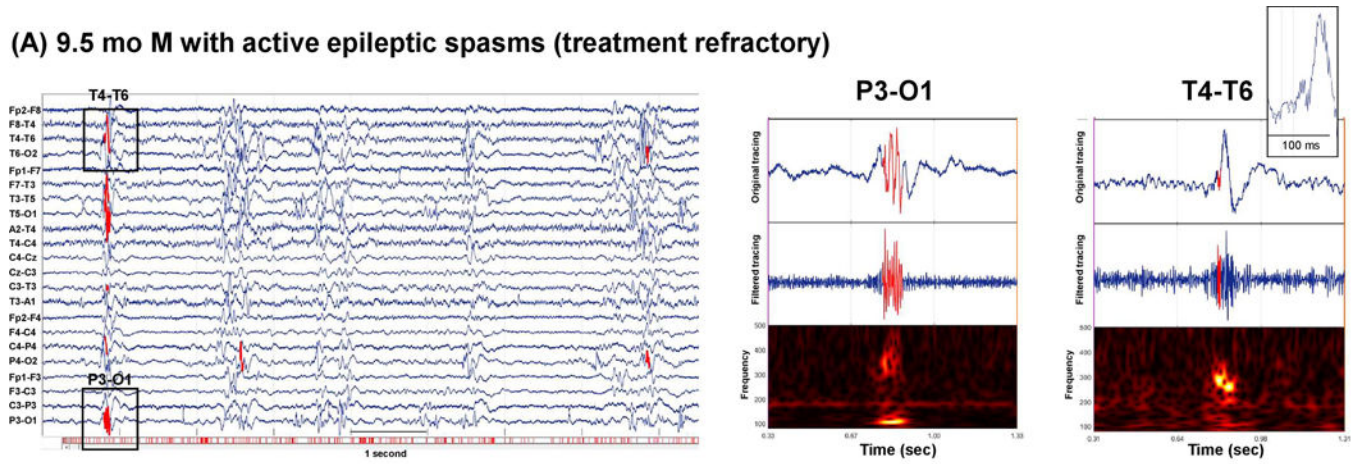 (A) 9.5 mo M with active epileptic spasms (treatment refractory)
T4-T6
Fp2-F8
F8-T4
T4-T6
T6-O2
Fp1-F7
F7-T3
T3-T5
T5-O1
A2-T4
T4-C4
C4-Cz
Cz-C3
C3-T3
T3-A1
Fp2-F4
F4-C4
C4-P4
P4-O2
Fp1-F3
F3-C3
C3-P3
P3-O1
P3-O1
1 second
P3-O1
Original tracing
Filtered tracing
Frequency
500
400
300
200
100
6.67
1.00
1.33
Time (sec)
T4-T6
100 ms
Original tracing
Filtered tracing
Frequency
500
400
300
200
100
0.31
0.64
0.98
1.21
Time (sec)